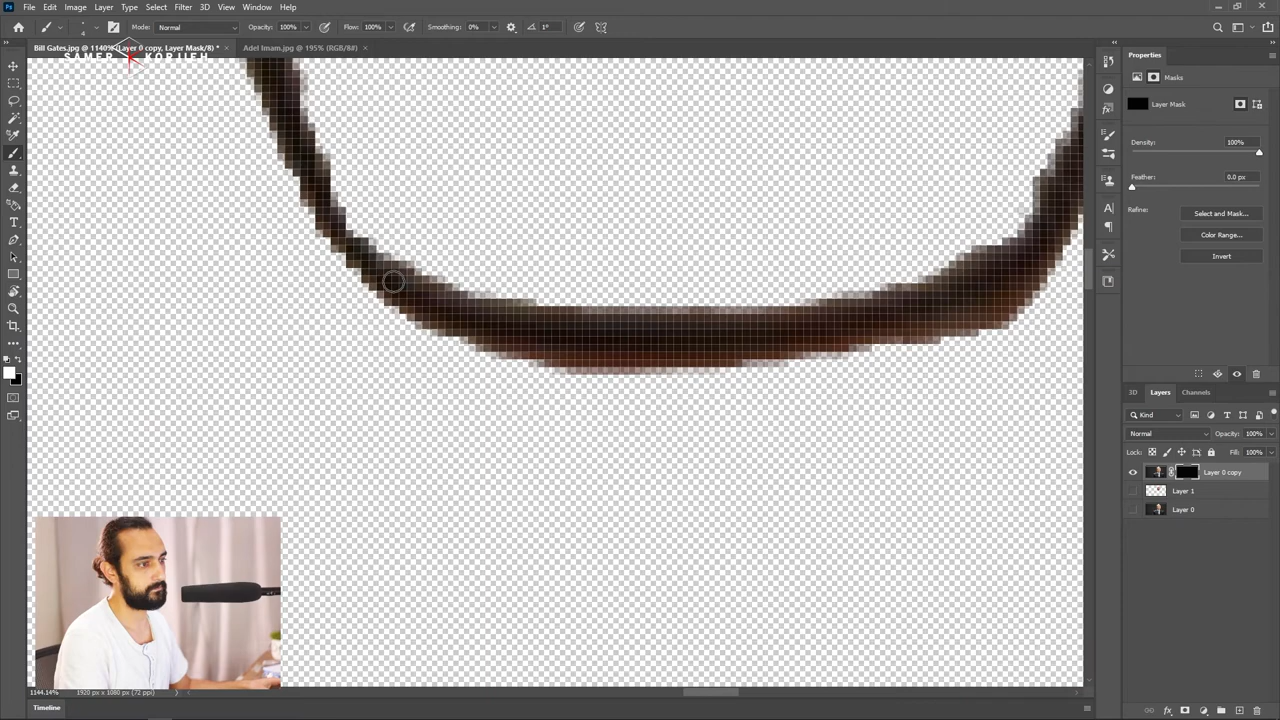 File Edit Image Layer Type Select Filter 3D View Window Help
Mode: Normal Opacity: 100% Flow: 100% Smoothing: 0% 1°
Bill Gates.jpg @ 1140% (Layer 0 copy, Layer Mask/8) * × Adel Imam.jpg @ 195% (RGB/8#) ×
SAMER KORJIEH
Properties
Masks
Layer Mask
Density: 100%
Feather: 0.0 px
Refine: Select and Mask...
Color Range...
Invert
3D Layers Channels
Kind
Normal Opacity: 100%
Lock: Fill: 100%
Layer 0 copy
Layer 1
Layer 0
1144.14% 1920 px x 1080 px (72 ppi)
Timeline